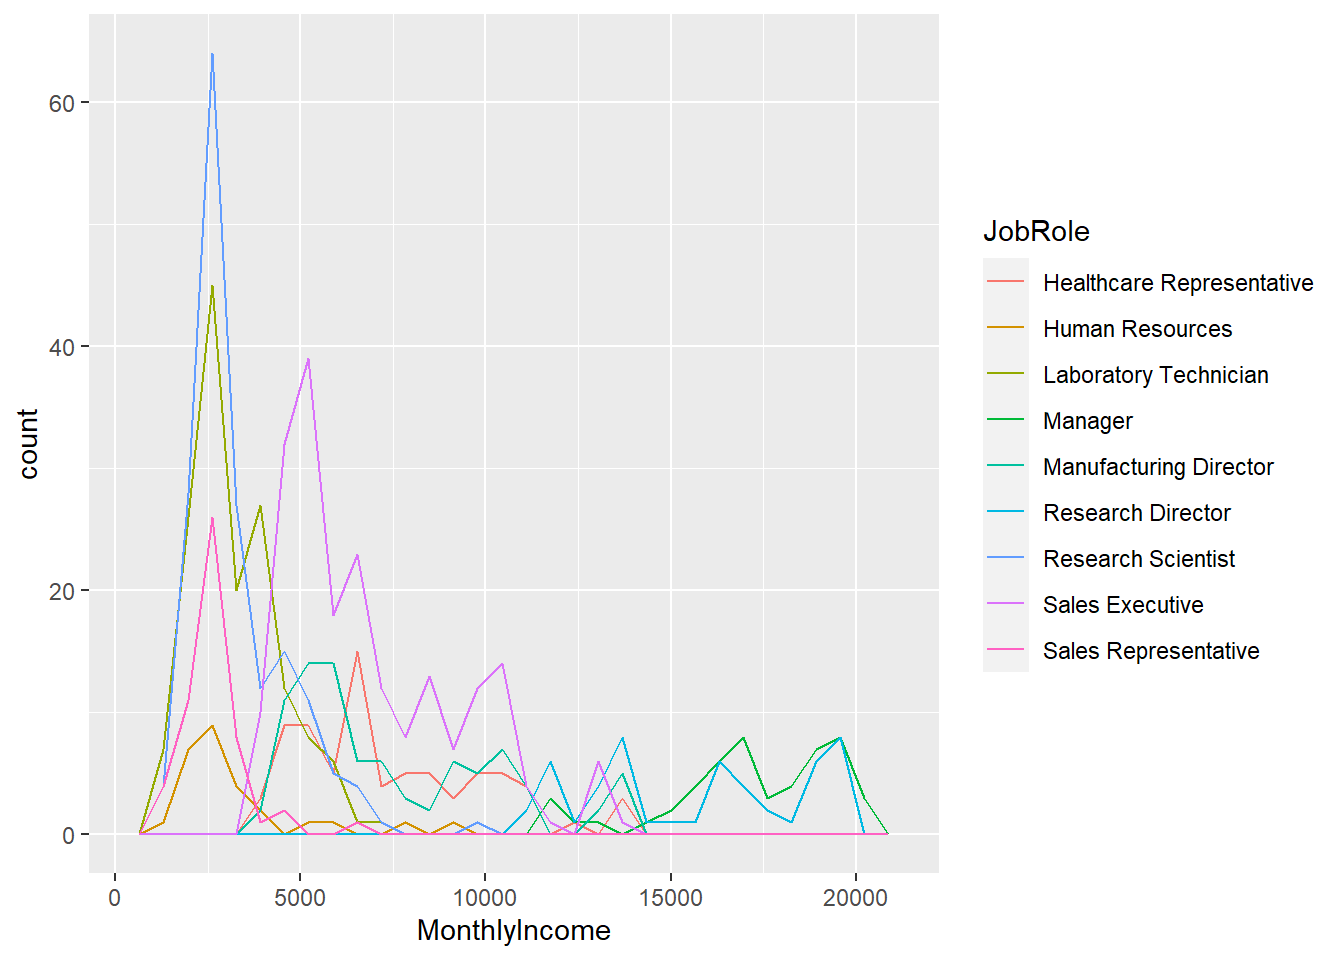 60
40
20
0
count
0 5000 10000 15000 20000
MonthlyIncome
JobRole
Healthcare Representative
Human Resources
Laboratory Technician
Manager
Manufacturing Director
Research Director
Research Scientist
Sales Executive
Sales Representative